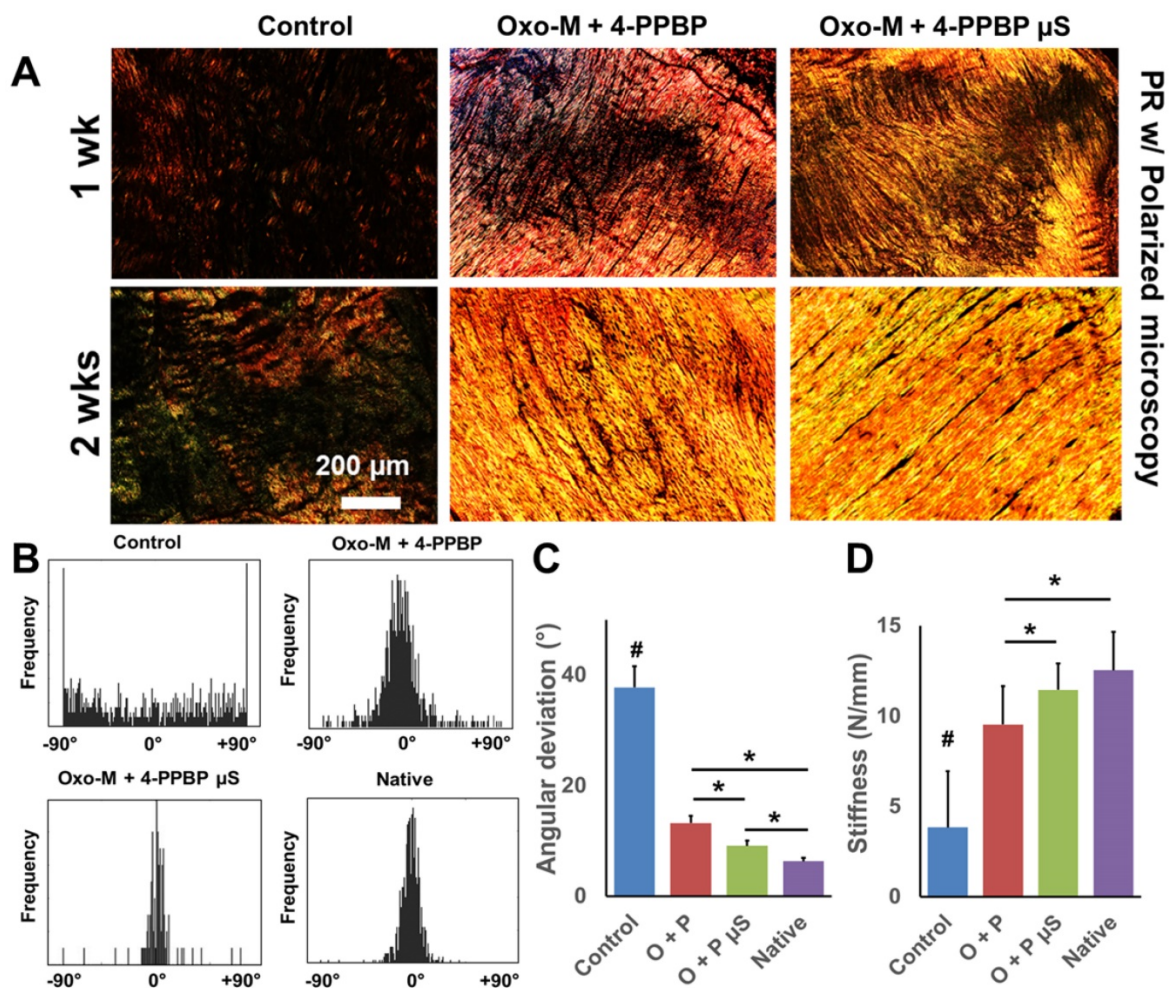 Control
Oxo-M + 4-PPBP
Oxo-M + 4-PPBP µS
A
1 wk
2 wks
200 µm
PR w/ Polarized microscopy
B
Control
Frequency
-90° 0° +90°
Oxo-M + 4-PPBP
Frequency
-90° 0° +90°
Oxo-M + 4-PPBP µS
Frequency
-90° 0° +90°
Native
Frequency
-90° 0° +90°
C
Angular deviation (°)
40
20
0
#
*
*
*
Control
O + P
O + P µS
Native
D
Stiffness (N/mm)
15
10
5
0
#
*
*
Control
O + P
O + P µS
Native